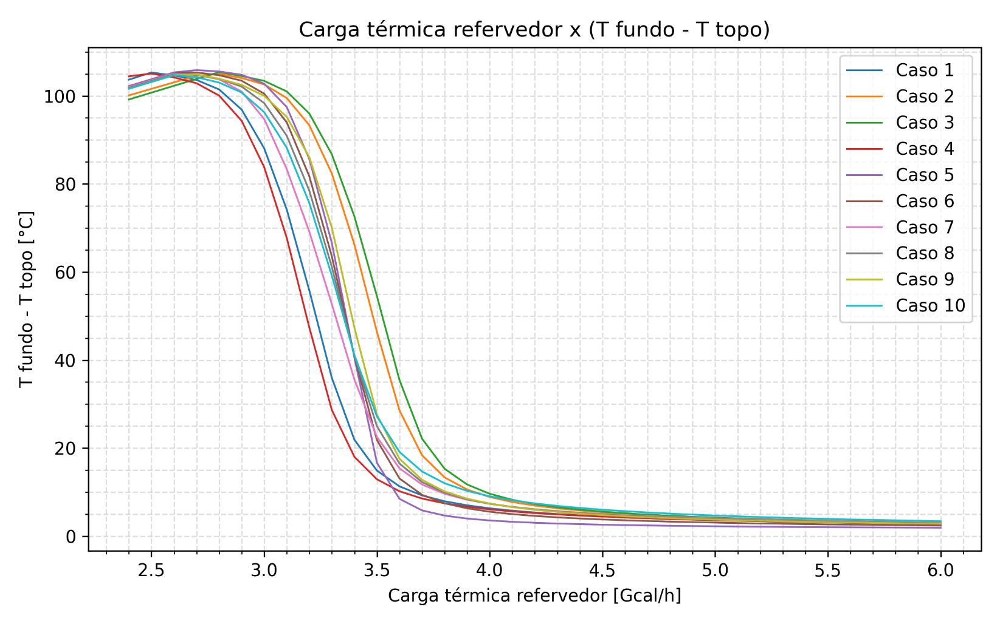 Carga térmica refervedor x (T fundo - T topo)
T fundo - T topo [°C]
100
80
60
40
20
0
Caso 1
Caso 2
Caso 3
Caso 4
Caso 5
Caso 6
Caso 7
Caso 8
Caso 9
Caso 10
2.5 3.0 3.5 4.0 4.5 5.0 5.5 6.0
Carga térmica refervedor [Gcal/h]